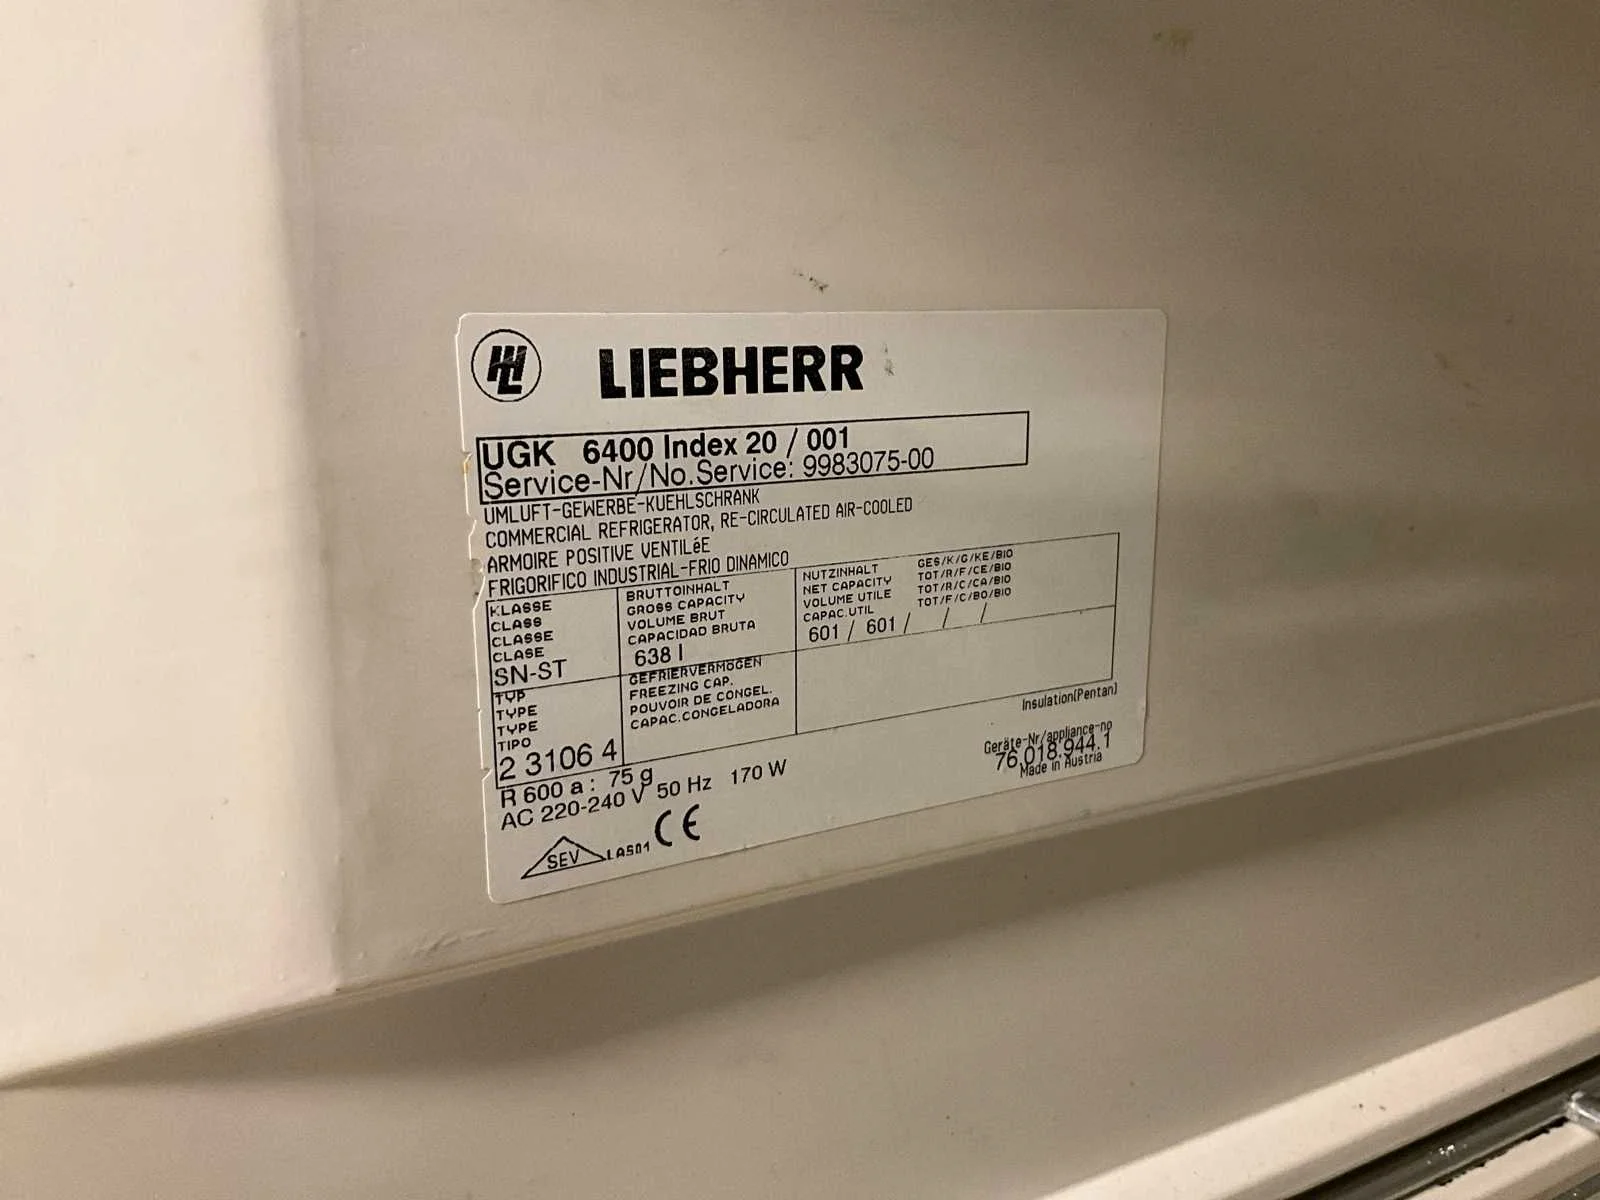 LIEBHERR
UGK 6400 Index 20 / 001
Service-Nr/No.Service: 9983075-00
UMLUFT-GEWERBE-KUEHLSCHRANK
COMMERCIAL REFRIGERATOR, RE-CIRCULATED AIR-COOLED
ARMOIRE POSITIVE VENTILéE
FRIGORIFICO INDUSTRIAL-FRIO DINAMICO
KLASSE
CLASS
CLASSE
CLASE
SN-ST
BRUTTOINHALT
GROSS CAPACITY
VOLUME BRUT
CAPACIDAD BRUTA
638 l
NUTZINHALT
NET CAPACITY
VOLUME UTILE
CAPAC.UTIL
GES/K/G/KE/BIO
TOT/R/F/CE/BIO
TOT/R/C/CA/BIO
TOT/F/C/BO/BIO
601 / 601 / / /
TYP
TYPE
TYPE
TIPO
2 3106 4
GEFRIERVERMöGEN
FREEZING CAP.
POUVOIR DE CONGEL.
CAPAC.CONGELADORA
Insulation(Pentan)
R 600 a : 75 g
AC 220-240 V 50 Hz 170 W
Geräte-Nr/appliance-no
76.018.944.1
Made in Austria
SEV LAS01 CE